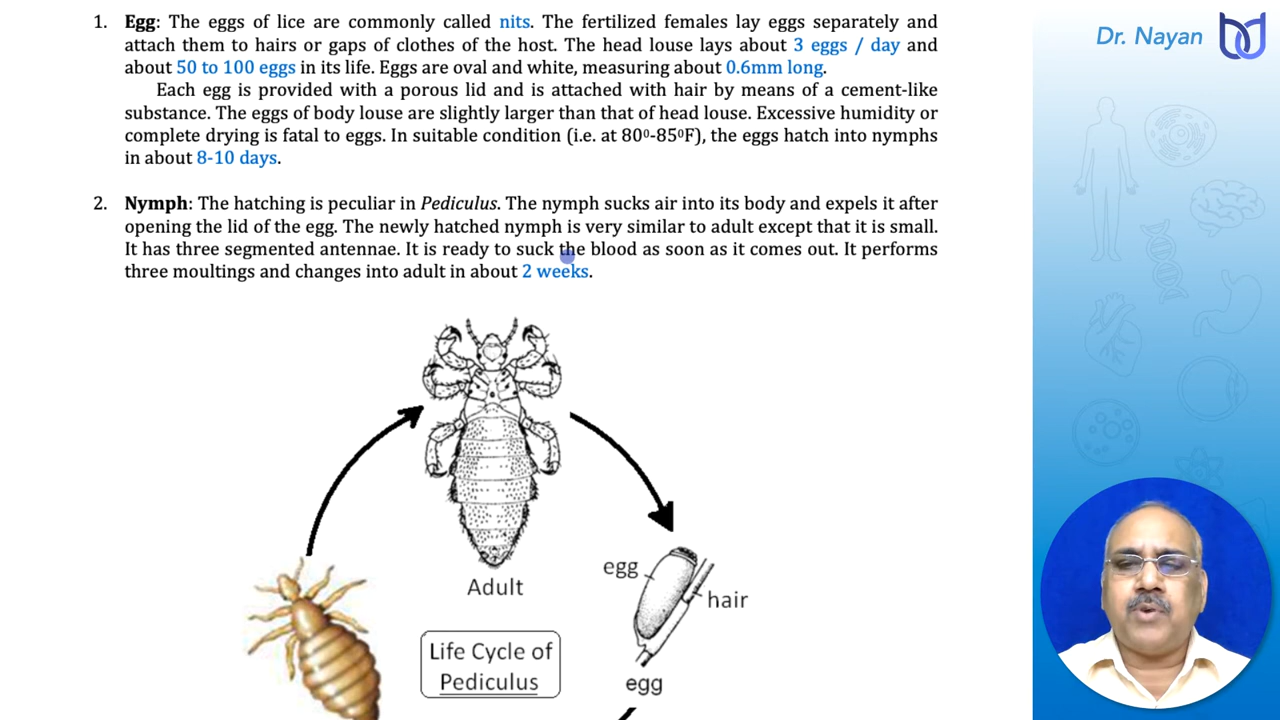 1. Egg: The eggs of lice are commonly called nits. The fertilized females lay eggs separately and
attach them to hairs or gaps of clothes of the host. The head louse lays about 3 eggs / day and
about 50 to 100 eggs in its life. Eggs are oval and white, measuring about 0.6mm long.
Each egg is provided with a porous lid and is attached with hair by means of a cement-like
substance. The eggs of body louse are slightly larger than that of head louse. Excessive humidity or
complete drying is fatal to eggs. In suitable condition (i.e. at 80⁰-85⁰F), the eggs hatch into nymphs
in about 8-10 days.
2. Nymph: The hatching is peculiar in Pediculus. The nymph sucks air into its body and expels it after
opening the lid of the egg. The newly hatched nymph is very similar to adult except that it is small.
It has three segmented antennae. It is ready to suck the blood as soon as it comes out. It performs
three moultings and changes into adult in about 2 weeks.
Adult
egg
hair
egg
Life Cycle of
Pediculus
Dr. Nayan